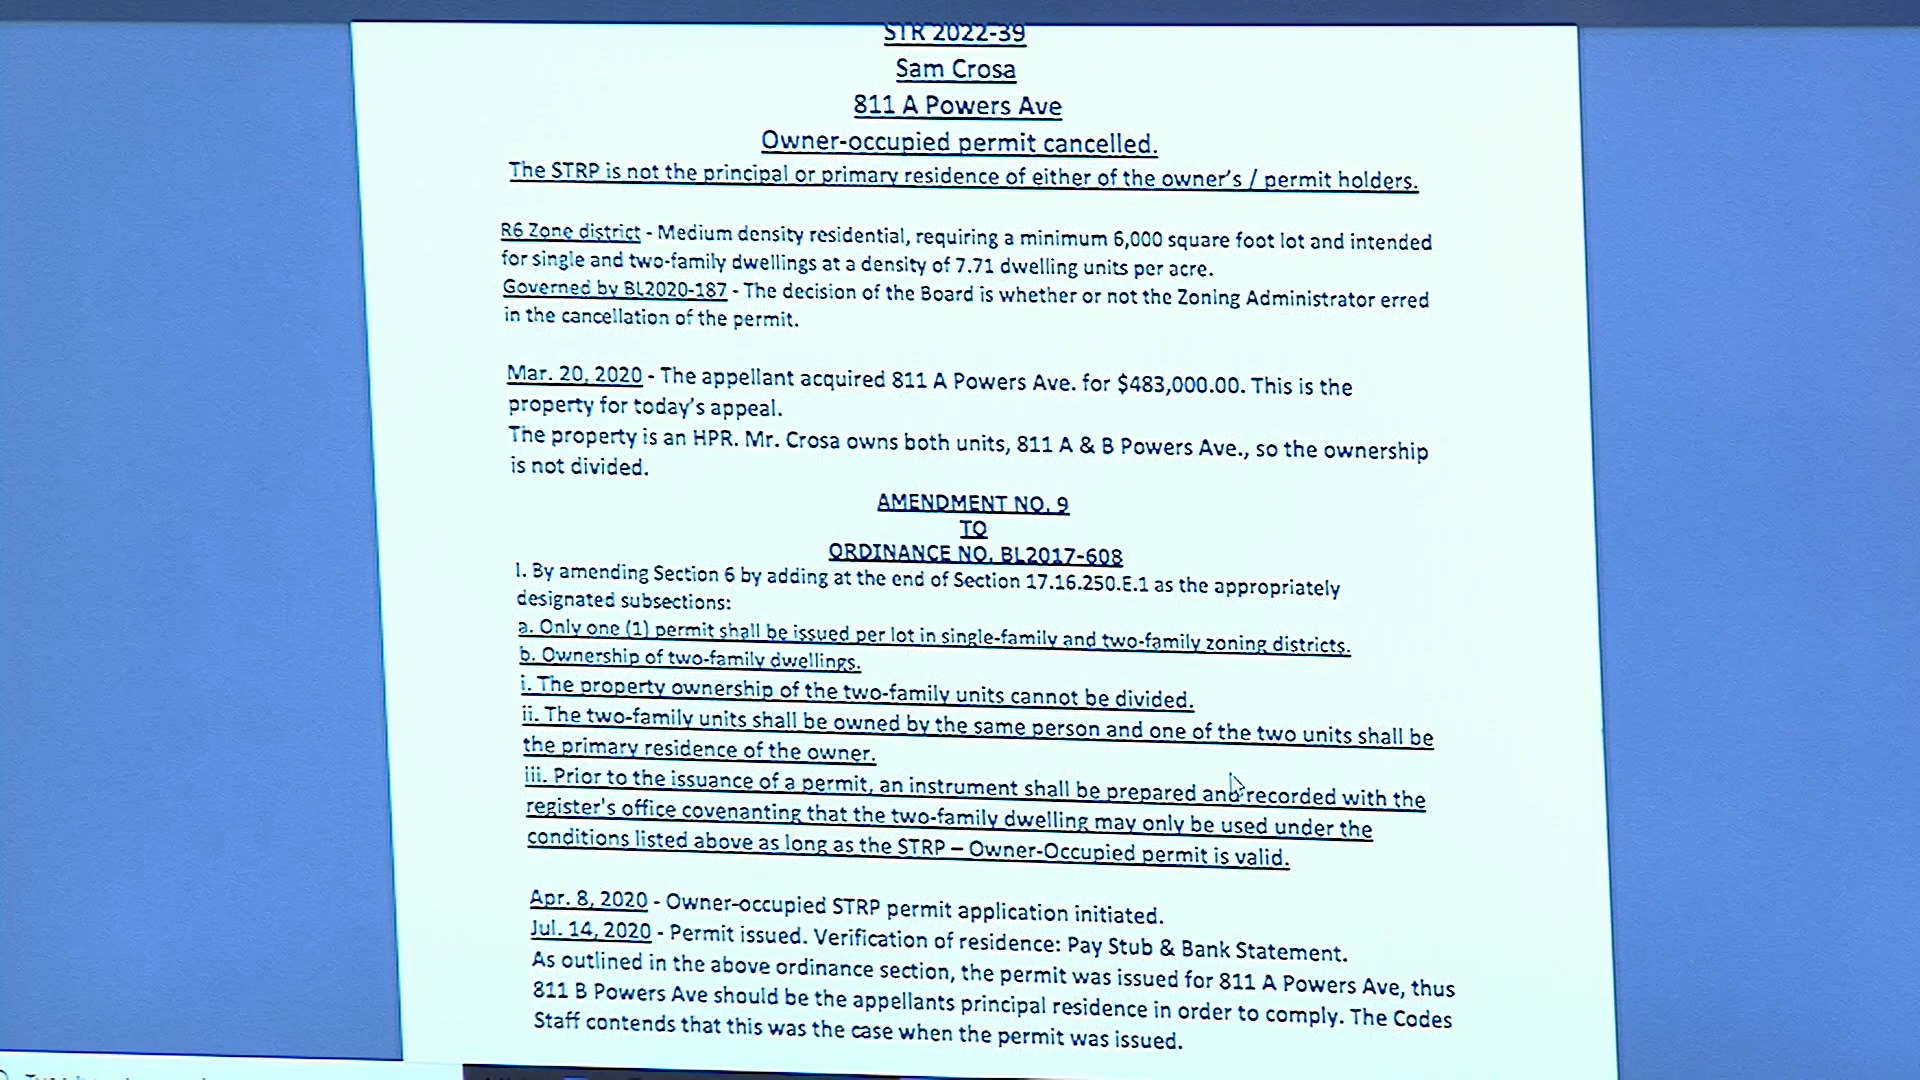 STR 2022-39
Sam Crosa
811 A Powers Ave
Owner-occupied permit cancelled.
The STRP is not the principal or primary residence of either of the owner's / permit holders.
R6 Zone district - Medium density residential, requiring a minimum 6,000 square foot lot and intended
for single and two-family dwellings at a density of 7.71 dwelling units per acre.
Governed by BL2020-187 - The decision of the Board is whether or not the Zoning Administrator erred
in the cancellation of the permit.
Mar. 20, 2020 - The appellant acquired 811 A Powers Ave. for $483,000.00. This is the
property for today's appeal.
The property is an HPR. Mr. Crosa owns both units, 811 A & B Powers Ave., so the ownership
is not divided.
AMENDMENT NO. 9
TO
ORDINANCE NO. BL2017-608
I. By amending Section 6 by adding at the end of Section 17.16.250.E.1 as the appropriately
designated subsections:
a. Only one (1) permit shall be issued per lot in single-family and two-family zoning districts.
b. Ownership of two-family dwellings.
i. The property ownership of the two-family units cannot be divided.
ii. The two-family units shall be owned by the same person and one of the two units shall be
the primary residence of the owner.
iii. Prior to the issuance of a permit, an instrument shall be prepared and recorded with the
register's office covenanting that the two-family dwelling may only be used under the
conditions listed above as long as the STRP – Owner-Occupied permit is valid.
Apr. 8, 2020 - Owner-occupied STRP permit application initiated.
Jul. 14, 2020 - Permit issued. Verification of residence: Pay Stub & Bank Statement.
As outlined in the above ordinance section, the permit was issued for 811 A Powers Ave, thus
811 B Powers Ave should be the appellants principal residence in order to comply. The Codes
Staff contends that this was the case when the permit was issued.